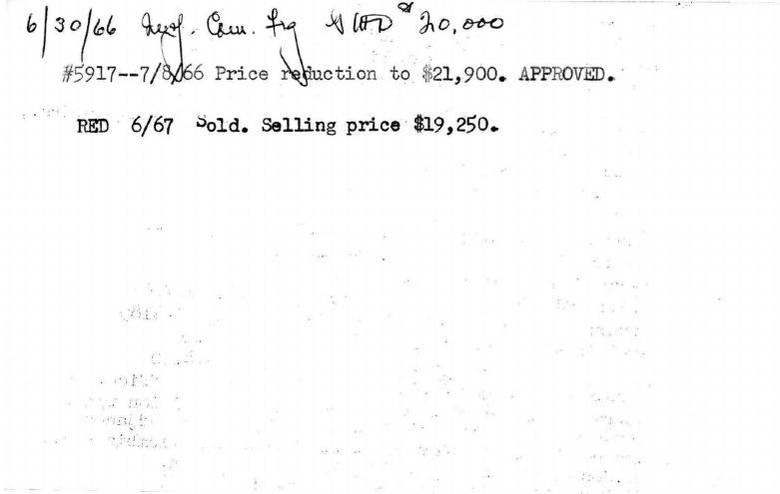 6/30/66 $20,000
#5917--7/8/66 Price reduction to $21,900. APPROVED.
RED 6/67 Sold. Selling price $19,250.